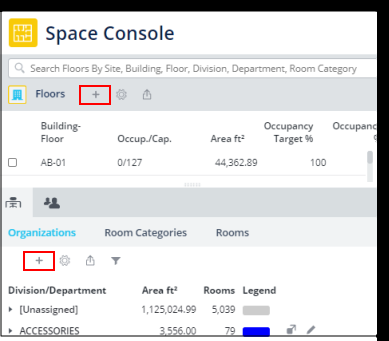 Space Console
Search Floors By Site, Building, Floor, Division, Department, Room Category
Floors
Building-Floor Occup./Cap. Area ft² Occupancy Target %
AB-01 0/127 44,362.89 100
Organizations Room Categories Rooms
Division/Department Area ft² Rooms Legend
[Unassigned] 1,125,024.99 5,039
ACCESSORIES 3,556.00 79